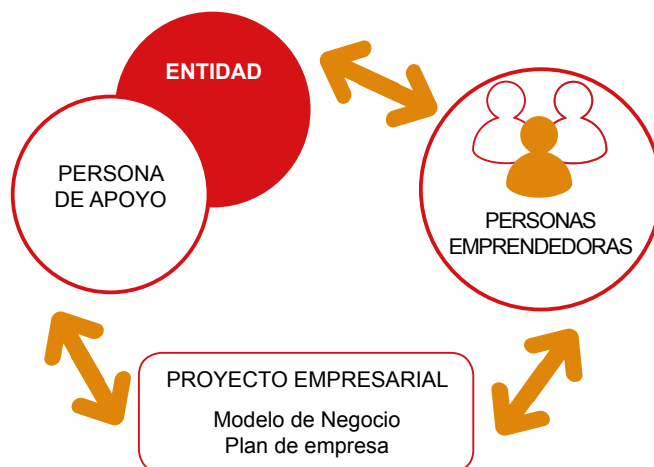 ENTIDAD
PERSONA
DE APOYO
PERSONAS
EMPRENDEDORAS
PROYECTO EMPRESARIAL
Modelo de Negocio
Plan de empresa